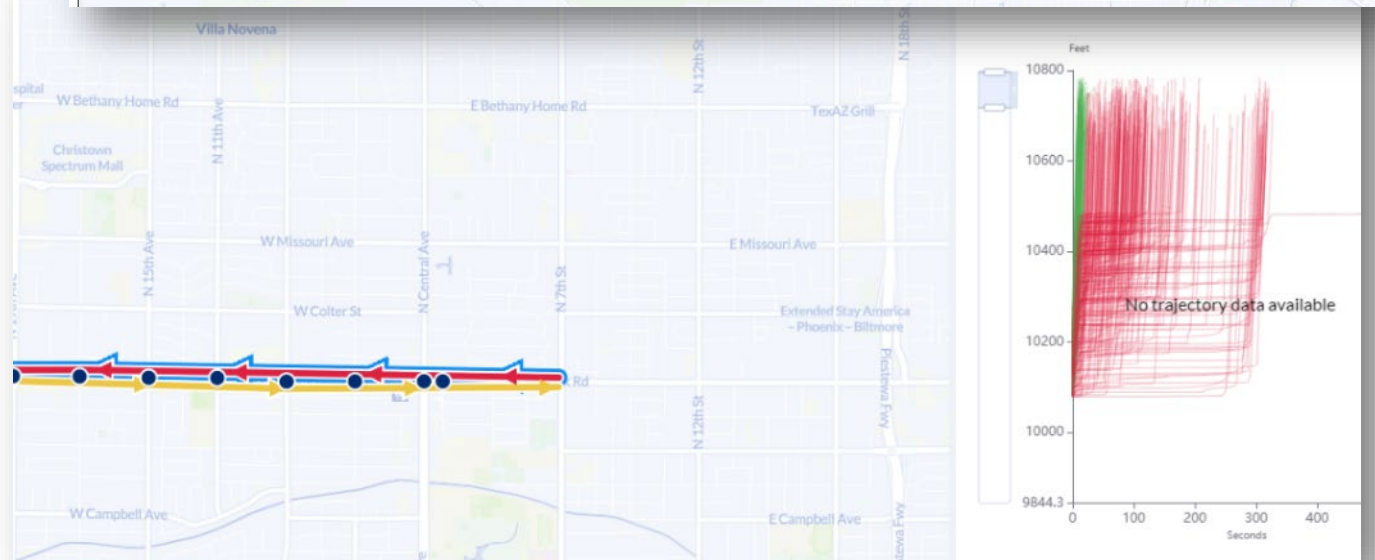 Villa Novena
N 18th St
N 12th St
spital
er
W Bethany Home Rd
E Bethany Home Rd
TexAZ Grill
N 11th Ave
Christown
Spectrum Mall
N 15th Ave
W Missouri Ave
N Central Ave
E Missouri Ave
N 7th St
W Colter St
Extended Stay America
– Phoenix – Biltmore
Piestewa Fwy
Rd
N 12th St
W Campbell Ave
E Campbell Ave
stewa Fwy
Feet
10800
10600
10400
No trajectory data available
10200
10000
9844.3
0 100 200 300 400
Seconds